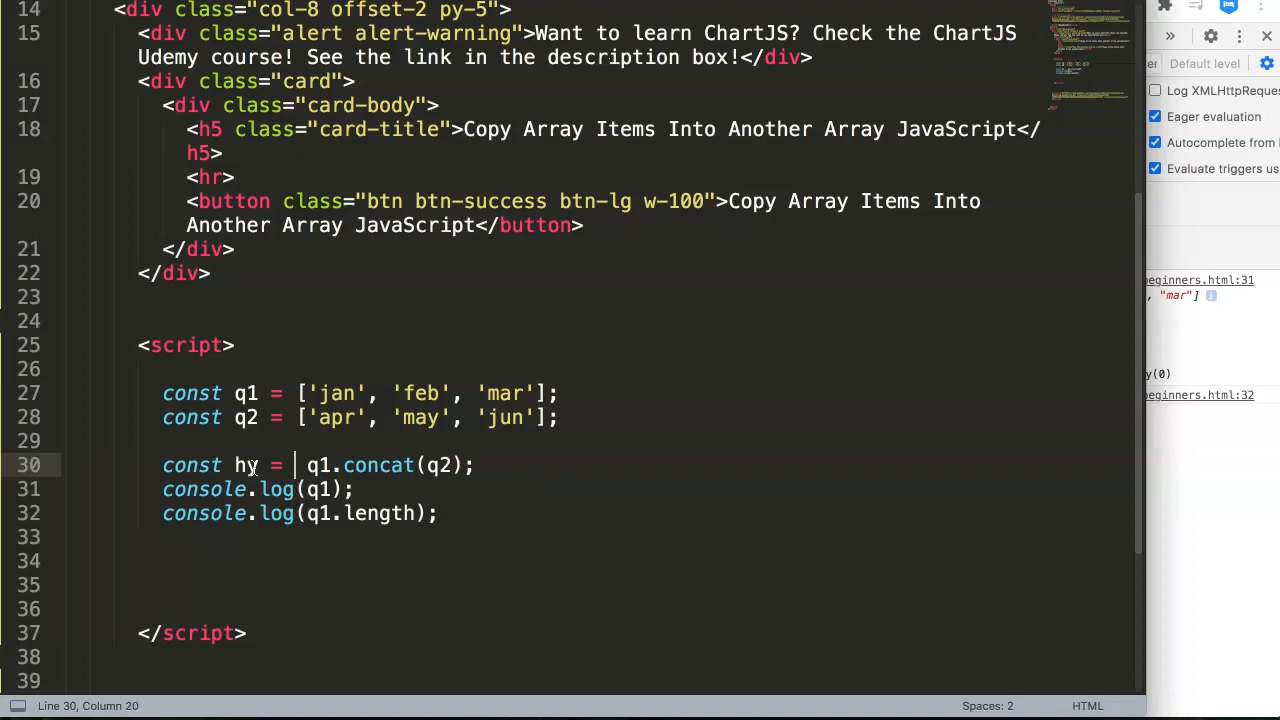 14 <div class="col-8 offset-2 py-5">
15 <div class="alert alert-warning">Want to learn ChartJS? Check the ChartJS
Udemy course! See the link in the description box!</div>
16 <div class="card">
17 <div class="card-body">
18 <h5 class="card-title">Copy Array Items Into Another Array JavaScript</
h5>
19 <hr>
20 <button class="btn btn-success btn-lg w-100">Copy Array Items Into
Another Array JavaScript</button>
21 </div>
22 </div>
23
24
25 <script>
26
27 const q1 = ['jan', 'feb', 'mar'];
28 const q2 = ['apr', 'may', 'jun'];
29
30 const hy = q1.concat(q2);
31 console.log(q1);
32 console.log(q1.length);
33
34
35
36
37 </script>
38
39
Line 30, Column 20
Spaces: 2
HTML
Default levels
Log XMLHttpReques
Eager evaluation
Autocomplete from
Evaluate triggers us
eginners.html:31
, "mar"]
y(0)
eginners.html:32